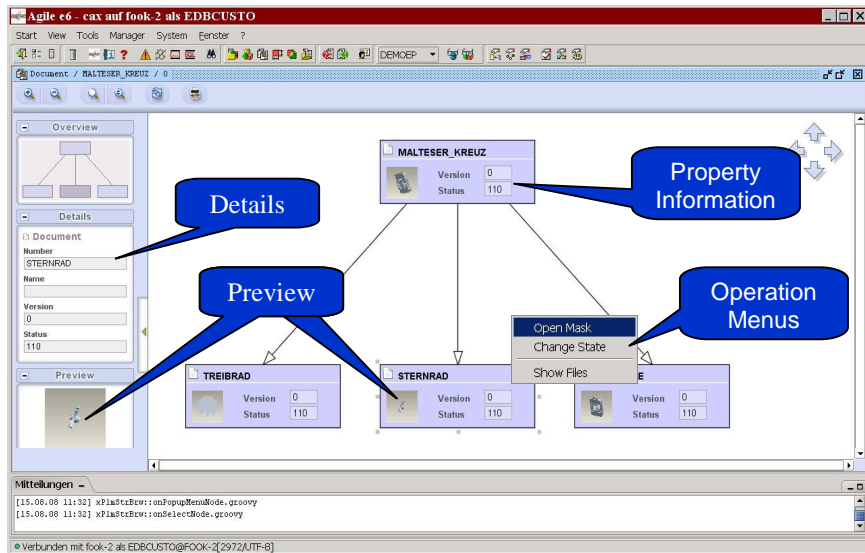 Agile e6 - cax auf fook-2 als EDBCUSTO
Start View Tools Manager System Fenster ?
DEMOEP
Document / MALTESER_KREUZ / 0
Overview
Details
Document
Number
STERNRAD
Name
Version
0
Status
110
Preview
MALTESER_KREUZ
Version 0
Status 110
Property
Information
Details
Preview
Operation
Menus
Open Mask
Change State
Show Files
TREIBRAD
Version 0
Status 110
STERNRAD
Version 0
Status 110
E
Version 0
Status 110
Mitteilungen
[15.08.08 11:32] xPlmStrBrw::onPopupMenuNode.groovy
[15.08.08 11:32] xPlmStrBrw::onSelectNode.groovy
Verbunden mit fook-2 als EDBCUSTO@FOOK-2[2972/UTF-8]